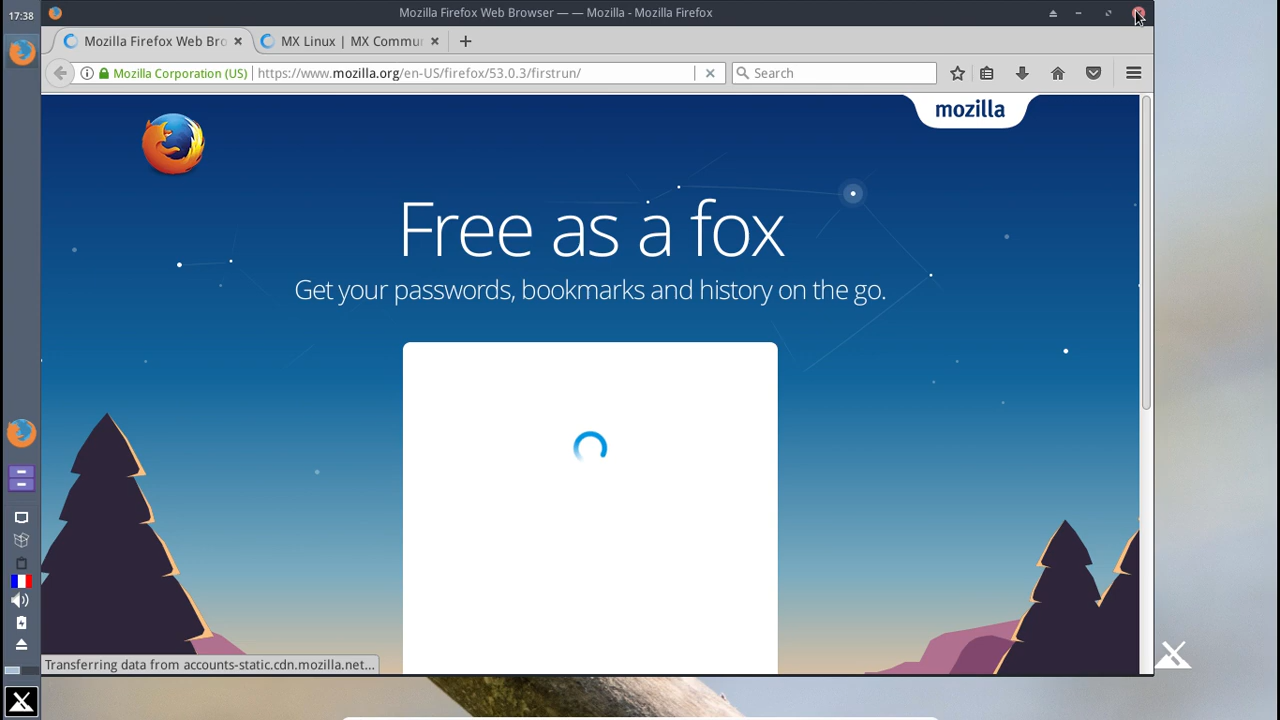 17:38
Mozilla Firefox Web Browser — — Mozilla - Mozilla Firefox
Mozilla Firefox Web Bro
MX Linux | MX Commun
Mozilla Corporation (US)
https://www.mozilla.org/en-US/firefox/53.0.3/firstrun/
Search
mozilla
Free as a fox
Get your passwords, bookmarks and history on the go.
Transferring data from accounts-static.cdn.mozilla.net...